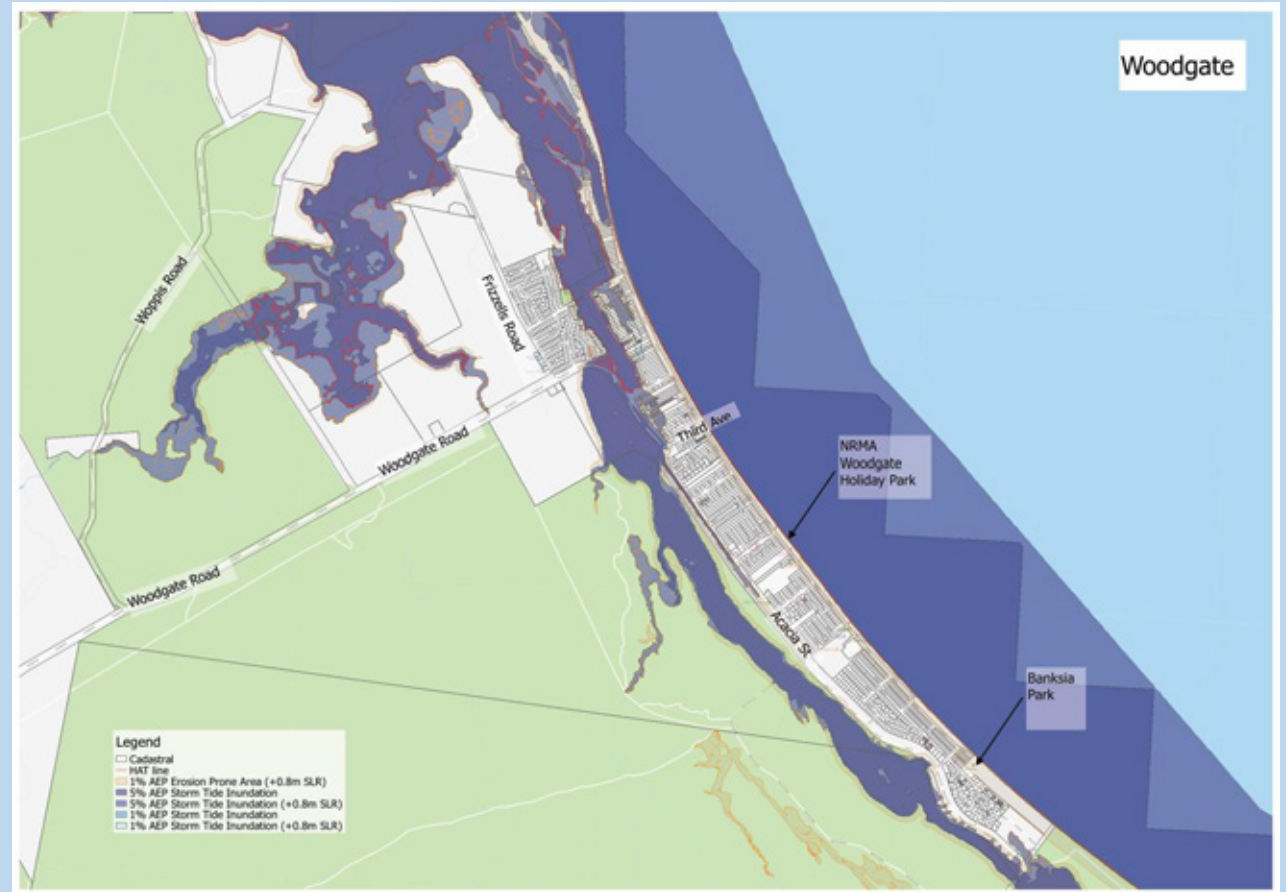 Woodgate
Woppis Road
Frizzells Road
Third Ave
Woodgate Road
NRMA
Woodgate
Holiday Park
Woodgate Road
Acacia St
Banksia
Park
Legend
Cadastral
HAT line
1% AEP Erosion Prone Area (+0.8m SLR)
5% AEP Storm Tide Inundation
5% AEP Storm Tide Inundation (+0.8m SLR)
1% AEP Storm Tide Inundation
1% AEP Storm Tide Inundation (+0.8m SLR)